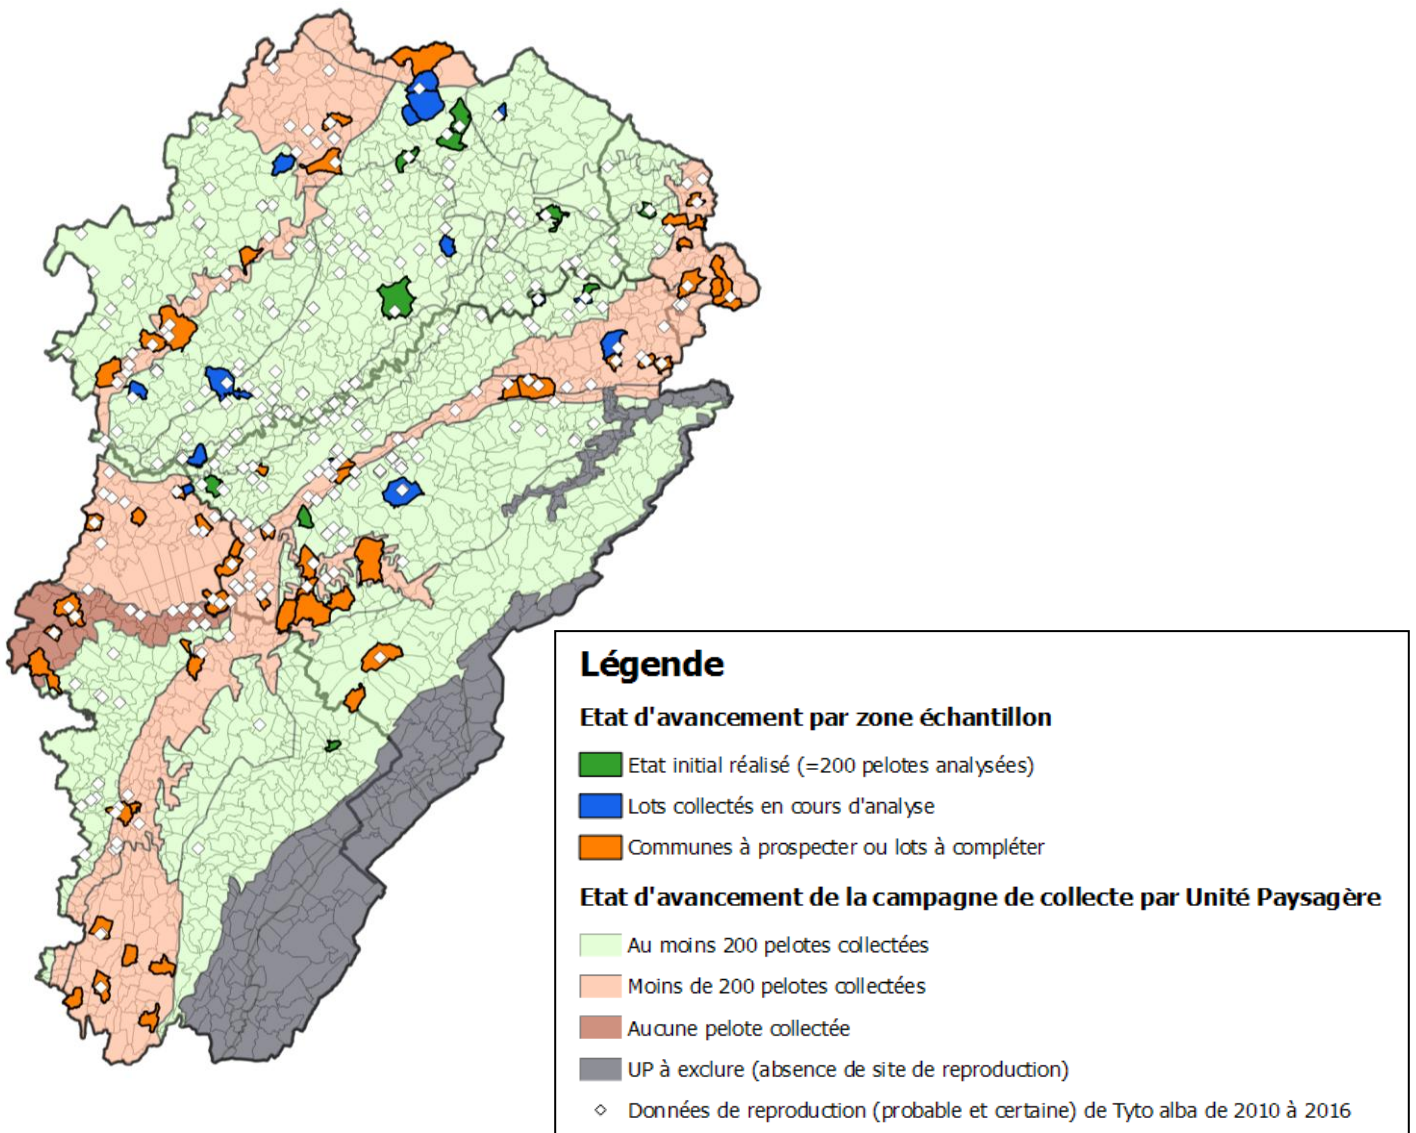 Légende
Etat d'avancement par zone échantillon
Etat initial réalisé (=200 pelotes analysées)
Lots collectés en cours d'analyse
Communes à prospecter ou lots à compléter
Etat d'avancement de la campagne de collecte par Unité Paysagère
Au moins 200 pelotes collectées
Moins de 200 pelotes collectées
Aucune pelote collectée
UP à exclure (absence de site de reproduction)
Données de reproduction (probable et certaine) de Tyto alba de 2010 à 2016